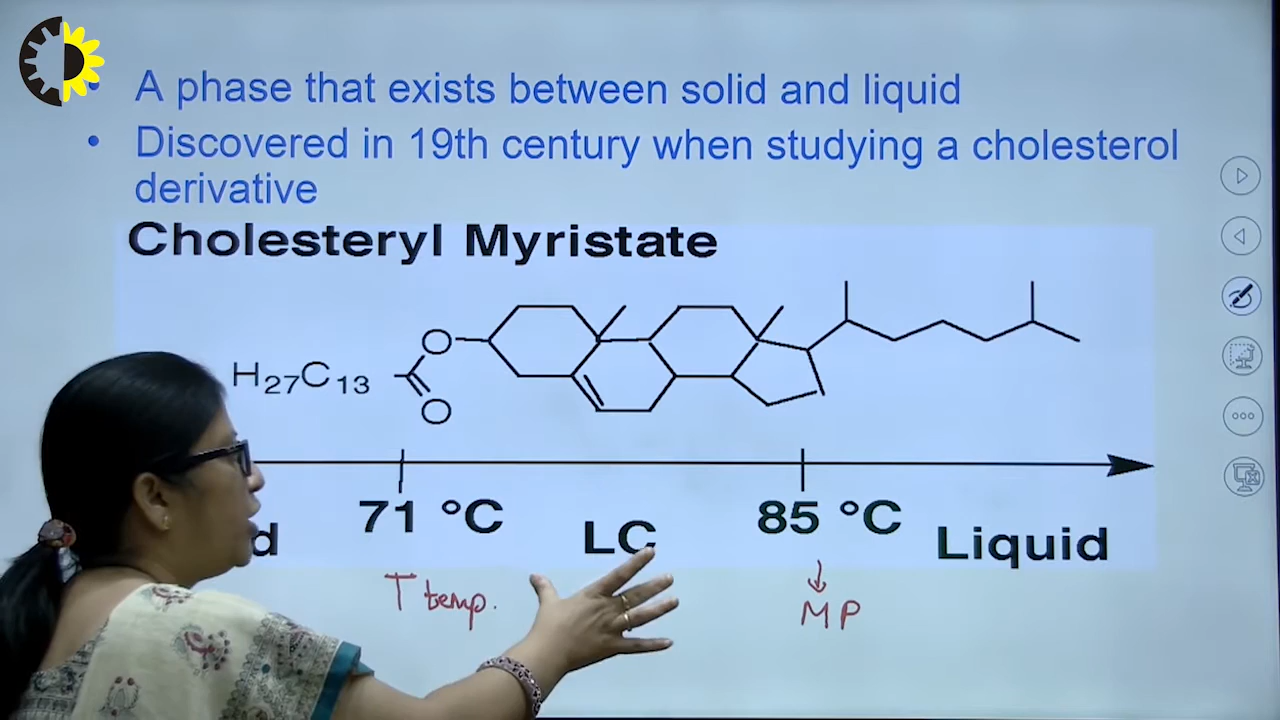 • A phase that exists between solid and liquid
• Discovered in 19th century when studying a cholesterol
derivative
Cholesteryl Myristate
O
H27C13
O
71 °C
LC
85 °C
Liquid
T temp.
MP